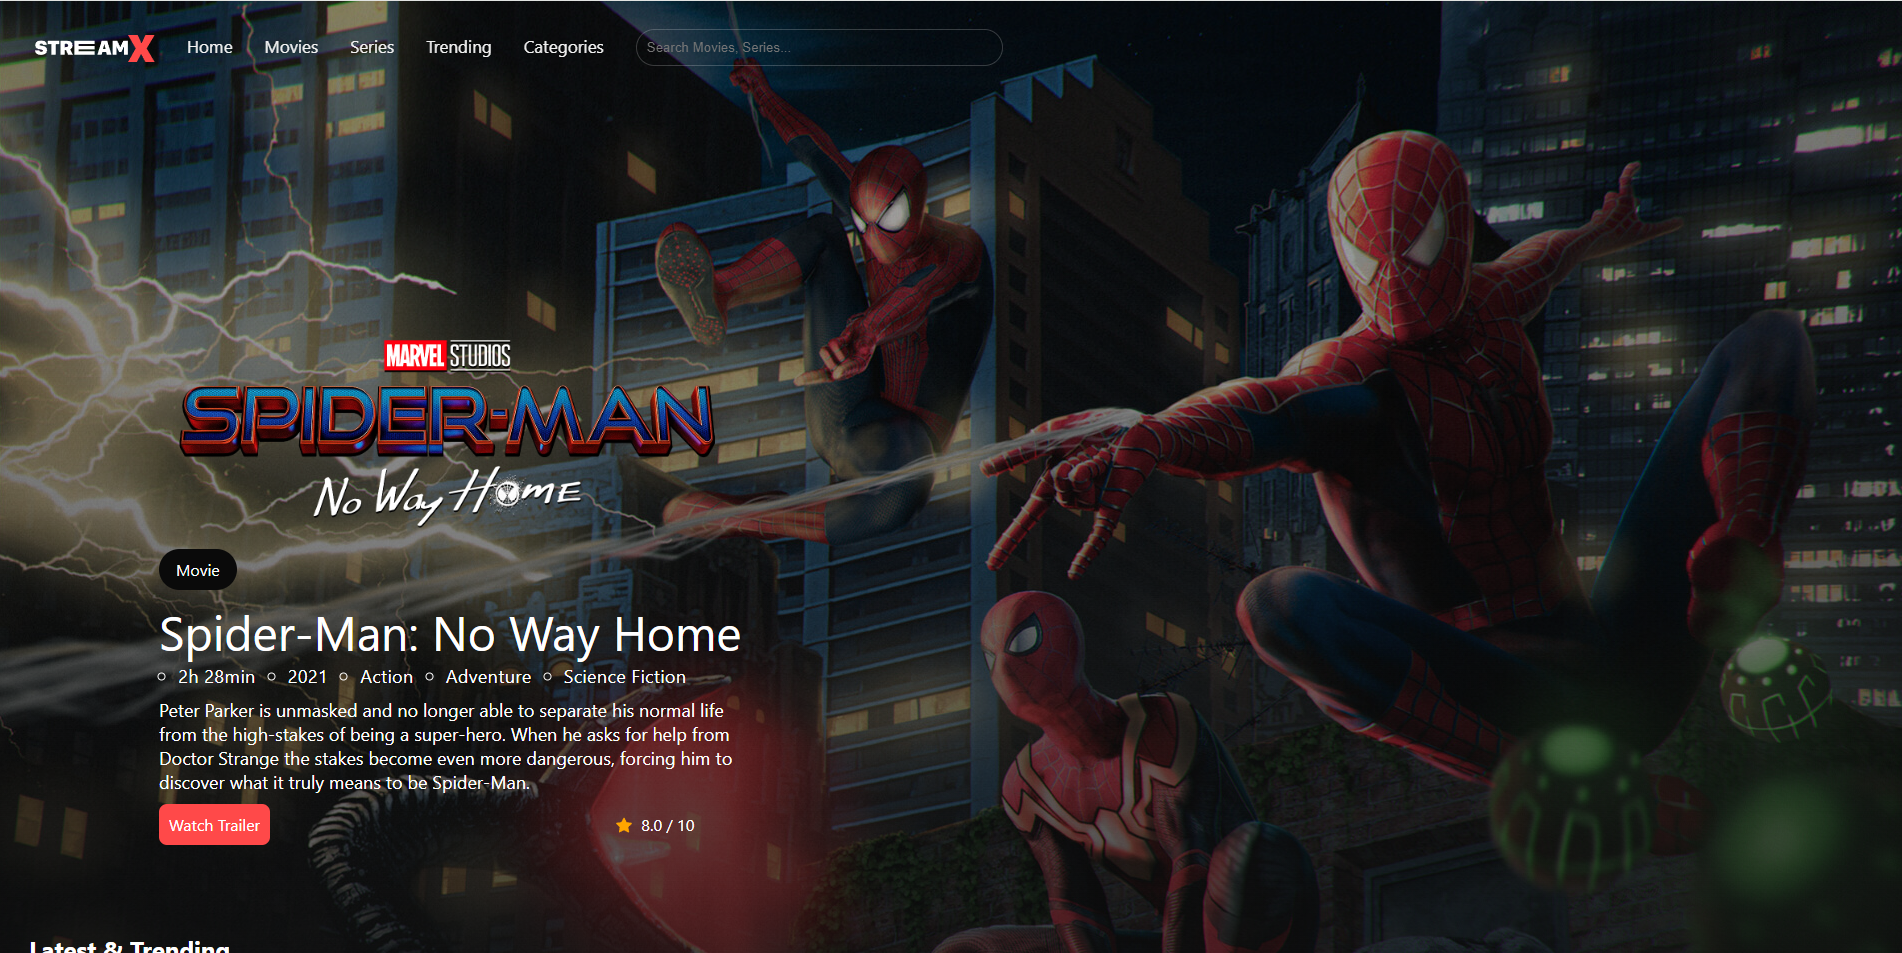 STREAMX
Home Movies Series Trending Categories Search Movies, Series...
MARVEL STUDIOS
SPIDER-MAN
No Way Home
Movie
Spider-Man: No Way Home
2h 28min 2021 Action Adventure Science Fiction
Peter Parker is unmasked and no longer able to separate his normal life
from the high-stakes of being a super-hero. When he asks for help from
Doctor Strange the stakes become even more dangerous, forcing him to
discover what it truly means to be Spider-Man.
Watch Trailer 8.0 / 10
Latest & Trending